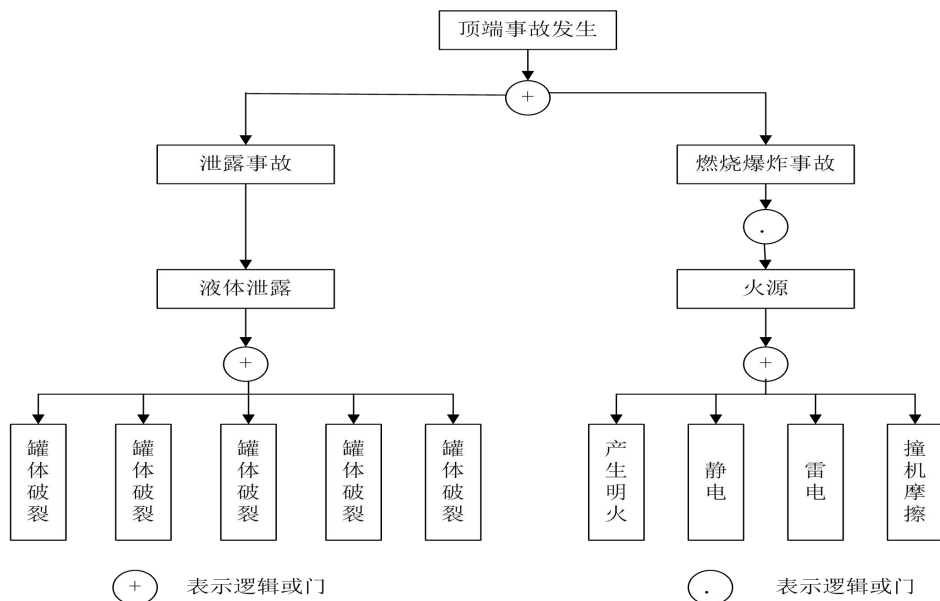 顶端事故发生
+
泄露事故
燃烧爆炸事故
.
液体泄露
火源
+
+
罐体破裂
罐体破裂
罐体破裂
罐体破裂
罐体破裂
产生明火
静电
雷电
撞机摩擦
+ 表示逻辑或门
. 表示逻辑或门